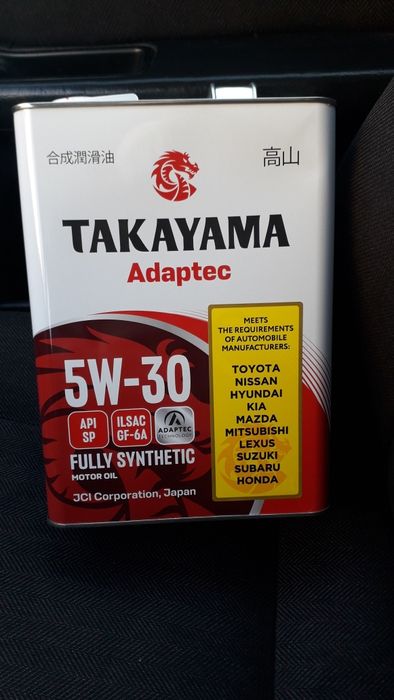 合成潤滑油
高山
TAKAYAMA
Adaptec
MEETS
THE REQUIREMENTS
OF AUTOMOBILE
MANUFACTURERS:
TOYOTA
NISSAN
HYUNDAI
KIA
MAZDA
MITSUBISHI
LEXUS
SUZUKI
SUBARU
HONDA
5W-30
API
SP
ILSAC
GF-6A
ADAPTEC
TECHNOLOGY
FULLY SYNTHETIC
MOTOR OIL
JCI Corporation, Japan